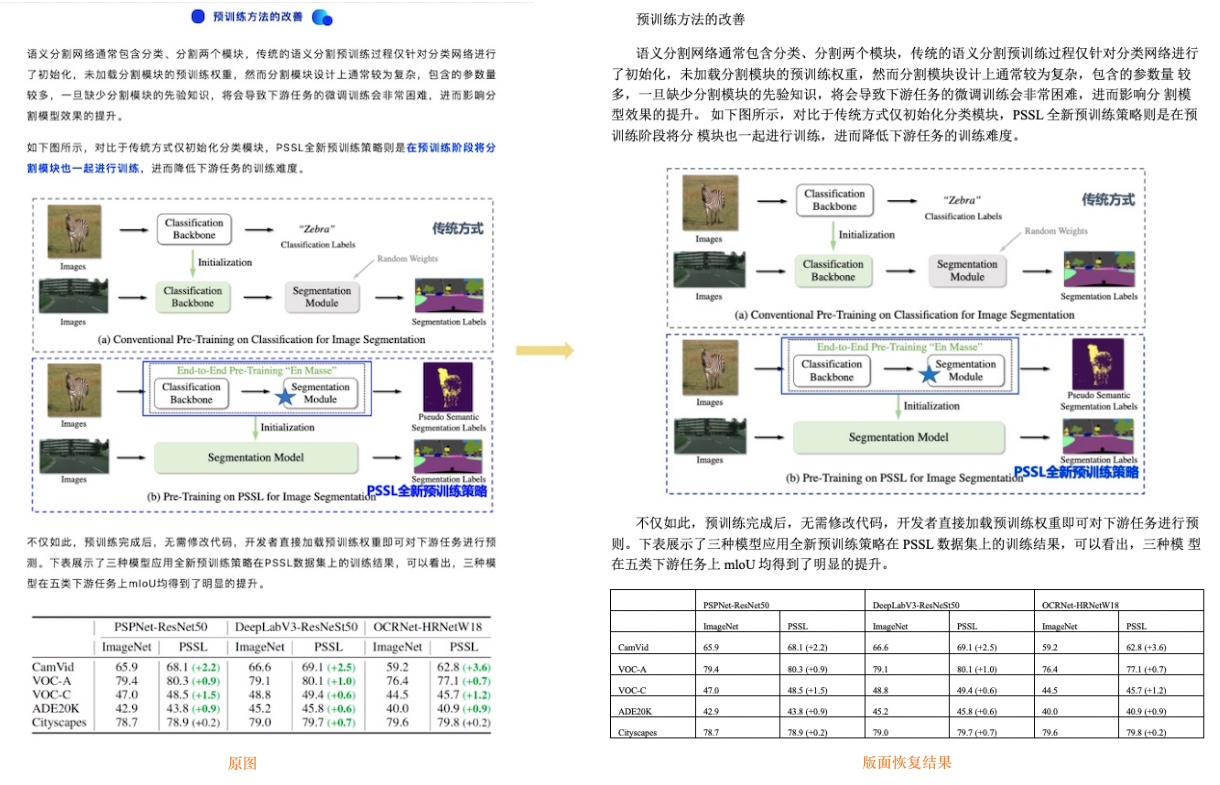 预训练方法的改善
语义分割网络通常包含分类、分割两个模块，传统的语义分割预训练过程仅针对分类网络进行
了初始化，未加载分割模块的预训练权重，然而分割模块设计上通常较为复杂，包含的参数量
较多，一旦缺少分割模块的先验知识，将会导致下游任务的微调训练会非常困难，进而影响分
割模型效果的提升。
如下图所示，对比于传统方式仅初始化分类模块，PSSL全新预训练策略则是在预训练阶段将分
割模块也一起进行训练，进而降低下游任务的训练难度。
Classification
Backbone
"Zebra"
Classification Labels
传统方式
Images
Initialization
Random Weights
Classification
Backbone
Segmentation
Module
Images
Segmentation Labels
(a) Conventional Pre-Training on Classification for Image Segmentation
End-to-End Pre-Training "En Masse"
Classification
Backbone
Segmentation
Module
Images
Pseudo Semantic
Segmentation Labels
Initialization
Segmentation Model
Images
Segmentation Labels
PSSL全新预训练策略
(b) Pre-Training on PSSL for Image Segmentation
不仅如此，预训练完成后，无需修改代码，开发者直接加载预训练权重即可对下游任务进行预
测。下表展示了三种模型应用全新预训练策略在PSSL数据集上的训练结果，可以看出，三种模
型在五类下游任务上mIoU均得到了明显的提升。
PSPNet-ResNet50 DeepLabV3-ResNeSt50 OCRNet-HRNetW18
ImageNet PSSL ImageNet PSSL ImageNet PSSL
CamVid 65.9 68.1 (+2.2) 66.6 69.1 (+2.5) 59.2 62.8 (+3.6)
VOC-A 79.4 80.3 (+0.9) 79.1 80.1 (+1.0) 76.4 77.1 (+0.7)
VOC-C 47.0 48.5 (+1.5) 48.8 49.4 (+0.6) 44.5 45.7 (+1.2)
ADE20K 42.9 43.8 (+0.9) 45.2 45.8 (+0.6) 40.0 40.9 (+0.9)
Cityscapes 78.7 78.9 (+0.2) 79.0 79.7 (+0.7) 79.6 79.8 (+0.2)
原图
预训练方法的改善
语义分割网络通常包含分类、分割两个模块，传统的语义分割预训练过程仅针对分类网络进行
了初始化，未加载分割模块的预训练权重，然而分割模块设计上通常较为复杂，包含的参数量 较
多，一旦缺少分割模块的先验知识，将会导致下游任务的微调训练会非常困难，进而影响分 割模
型效果的提升。 如下图所示，对比于传统方式仅初始化分类模块，PSSL 全新预训练策略则是在预
训练阶段将分 模块也一起进行训练，进而降低下游任务的训练难度。
Classification
Backbone
"Zebra"
Classification Labels
传统方式
Images
Initialization
Random Weights
Classification
Backbone
Segmentation
Module
Images
Segmentation Labels
(a) Conventional Pre-Training on Classification for Image Segmentation
End-to-End Pre-Training "En Masse"
Classification
Backbone
Segmentation
Module
Images
Pseudo Semantic
Segmentation Labels
Initialization
Segmentation Model
Images
Segmentation Labels
PSSL全新预训练策略
(b) Pre-Training on PSSL for Image Segmentation
不仅如此，预训练完成后，无需修改代码，开发者直接加载预训练权重即可对下游任务进行预
测。下表展示了三种模型应用全新预训练策略在 PSSL 数据集上的训练结果，可以看出，三种模 型
在五类下游任务上 mloU 均得到了明显的提升。
PSPNet-ResNet50 DeepLabV3-ResNeSt50 OCRNet-HRNetW18
ImageNet PSSL ImageNet PSSL ImageNet PSSL
CamVid 65.9 68.1 (+2.2) 66.6 69.1 (+2.5) 59.2 62.8 (+3.6)
VOC-A 79.4 80.3 (+0.9) 79.1 80.1 (+1.0) 76.4 77.1 (+0.7)
VOC-C 47.0 48.5 (+1.5) 48.8 49.4 (+0.6) 44.5 45.7 (+1.2)
ADE20K 42.9 43.8 (+0.9) 45.2 45.8 (+0.6) 40.0 40.9 (+0.9)
Cityscapes 78.7 78.9 (+0.2) 79.0 79.7 (+0.7) 79.6 79.8 (+0.2)
版面恢复结果